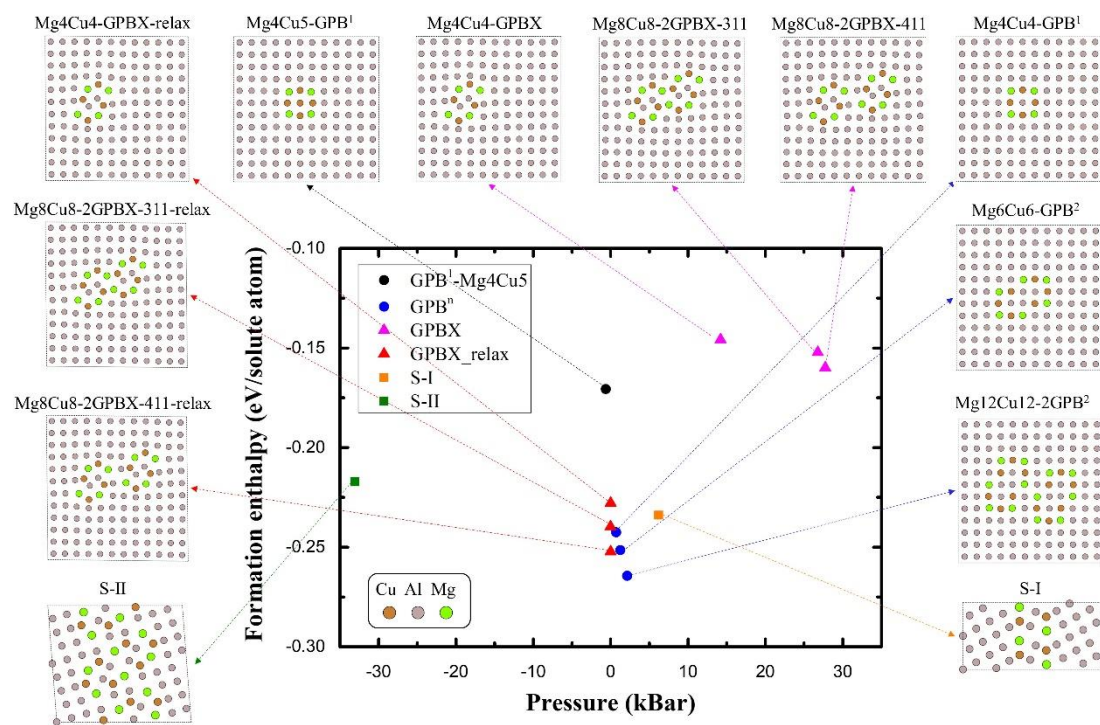 Mg4Cu4-GPBX-relax Mg4Cu5-GPB¹ Mg4Cu4-GPBX Mg8Cu8-2GPBX-311 Mg8Cu8-2GPBX-411 Mg4Cu4-GPB¹
Mg8Cu8-2GPBX-311-relax
Mg6Cu6-GPB²
Mg8Cu8-2GPBX-411-relax
Mg12Cu12-2GPB²
S-II
S-I
Formation enthalpy (eV/solute atom)
-0.10
-0.15
-0.20
-0.25
-0.30
GPB¹-Mg4Cu5
GPBⁿ
GPBX
GPBX_relax
S-I
S-II
Cu Al Mg
-30 -20 -10 0 10 20 30
Pressure (kBar)